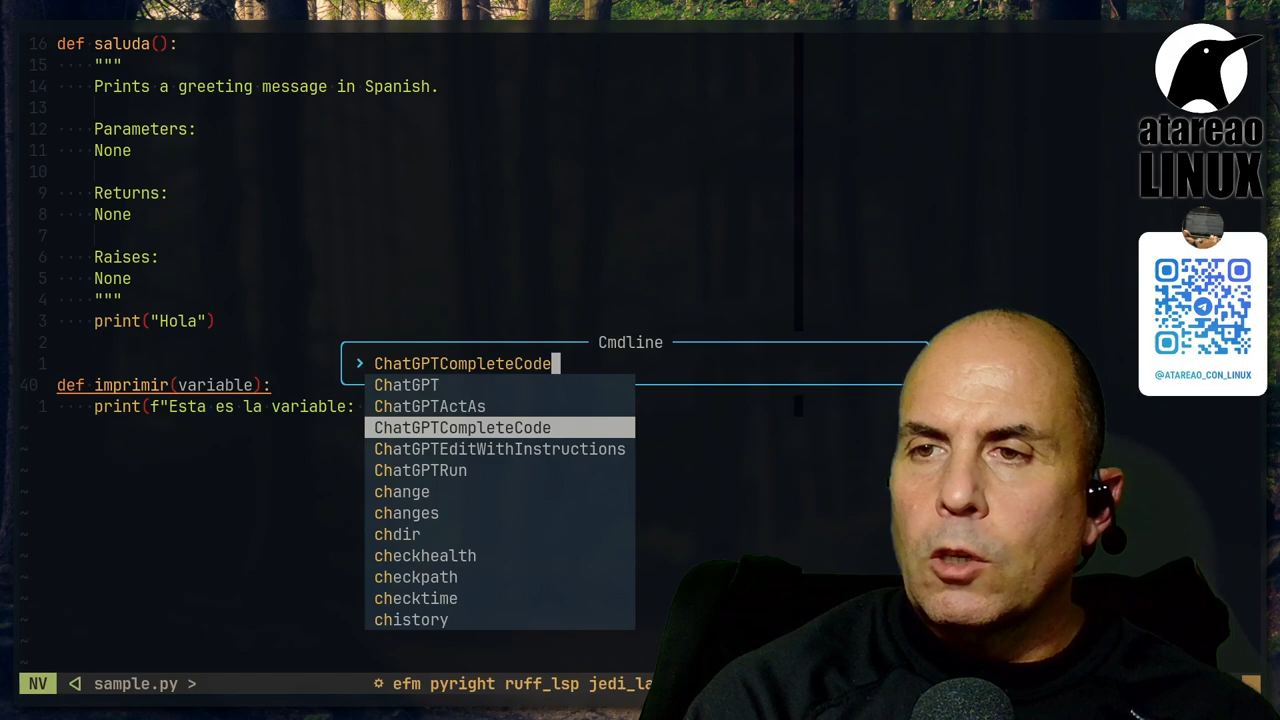 16 def saluda():
15 """
14 Prints a greeting message in Spanish.
13
12 Parameters:
11 None
10
9 Returns:
8 None
7
6 Raises:
5 None
4 """
3 print("Hola")
2
1
40 def imprimir(variable):
1 print(f"Esta es la variable:
Cmdline
> ChatGPTCompleteCode
ChatGPT
ChatGPTActAs
ChatGPTCompleteCode
ChatGPTEditWithInstructions
ChatGPTRun
change
changes
chdir
checkhealth
checkpath
checktime
chistory
~
~
~
~
~
~
~
~
~
~
~
~
NV sample.py > efm pyright ruff_lsp jedi_la
atareao
LINUX
@ATAREAO_CON_LINUX